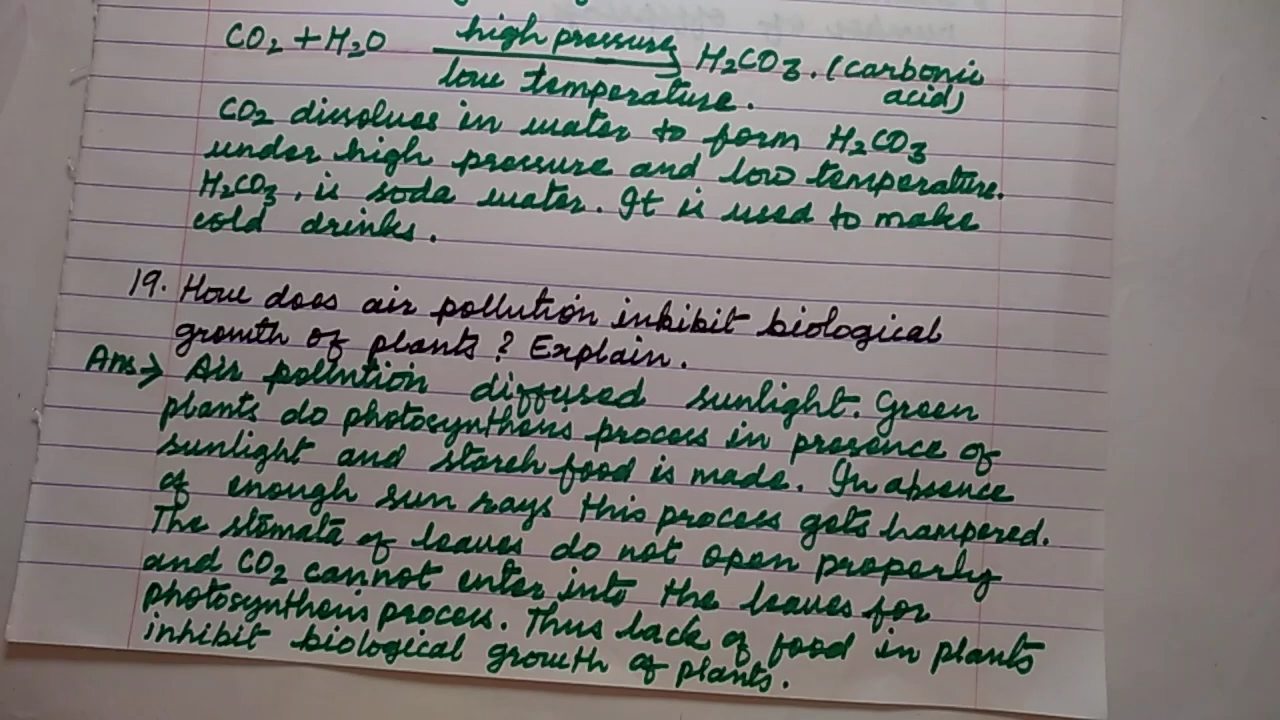 CO2 + H2O high pressure H2CO3. (carbonic
low temperature. acid)
CO2 dissolves in water to form H2CO3
under high pressure and low temperature.
H2CO3, is soda water. It is used to make
cold drinks.
19. How does air pollution inhibit biological
growth of plants? Explain.
Ans→ Air pollution diffused sunlight. Green
plants do photosynthesis process in presence of
sunlight and starch food is made. In absence
of enough sun rays this process gets hampered.
The stomata of leaves do not open properly
and CO2 cannot enter into the leaves for
photosynthesis process. Thus lack of food in plants
inhibit biological growth of plants.